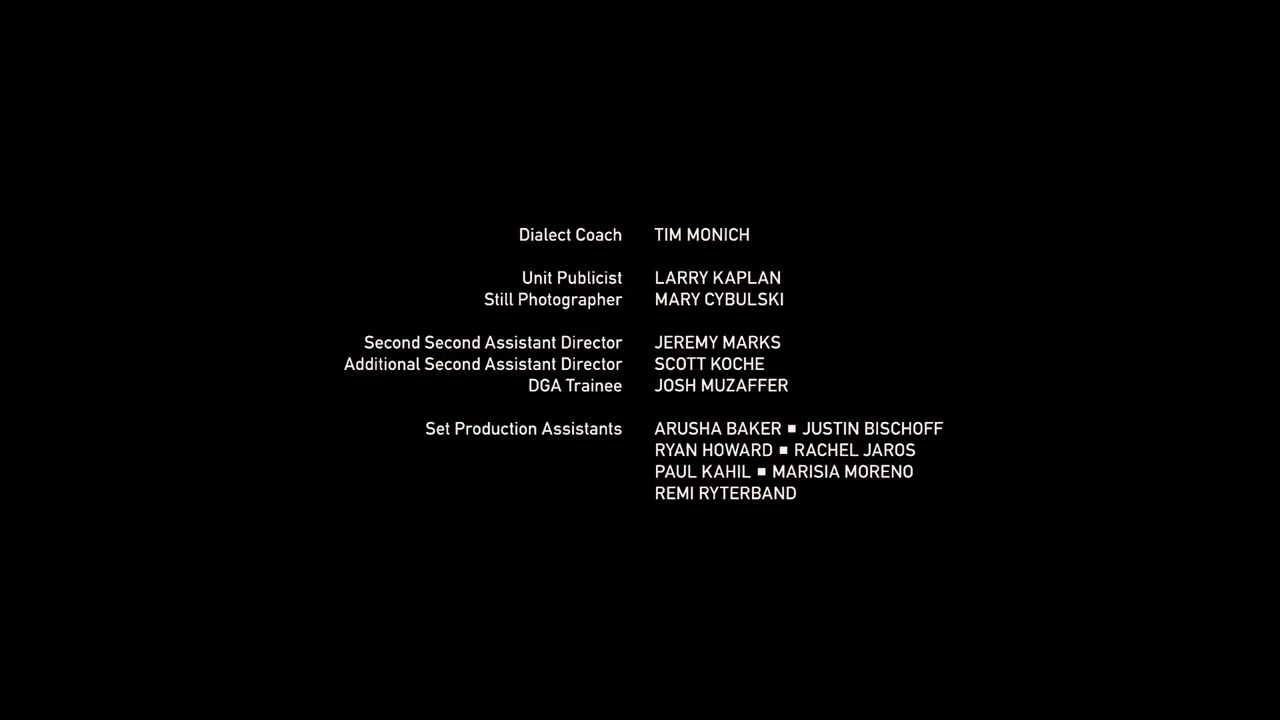 Dialect Coach TIM MONICH
Unit Publicist LARRY KAPLAN
Still Photographer MARY CYBULSKI
Second Second Assistant Director JEREMY MARKS
Additional Second Assistant Director SCOTT KOCHE
DGA Trainee JOSH MUZAFFER
Set Production Assistants ARUSHA BAKER ▪ JUSTIN BISCHOFF
RYAN HOWARD ▪ RACHEL JAROS
PAUL KAHIL ▪ MARISIA MORENO
REMI RYTERBAND